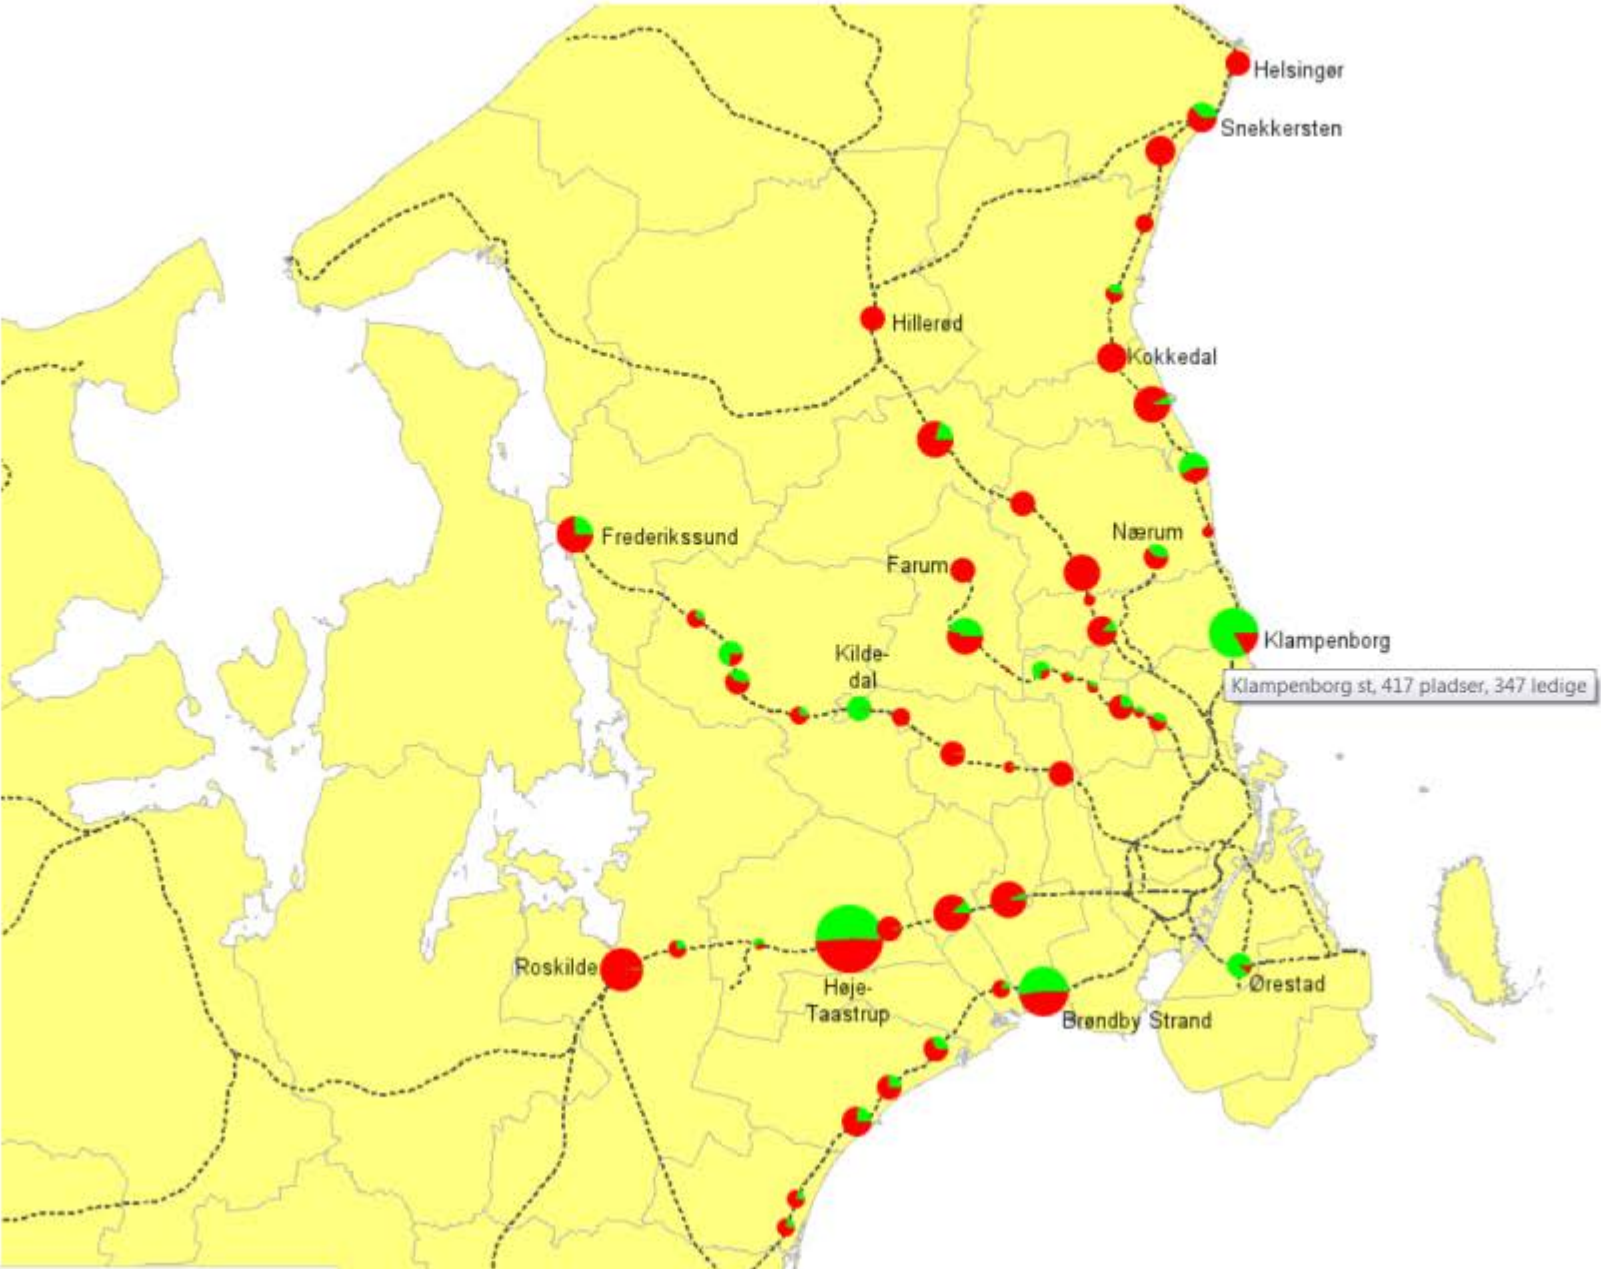 Helsingør
Snekkersten
Hillerød
Kokkedal
Nærum
Frederikssund
Farum
Klampenborg
Kilde-
dal
Klampenborg st, 417 pladser, 347 ledige
Roskilde
Høje-
Taastrup
Ørestad
Brøndby Strand